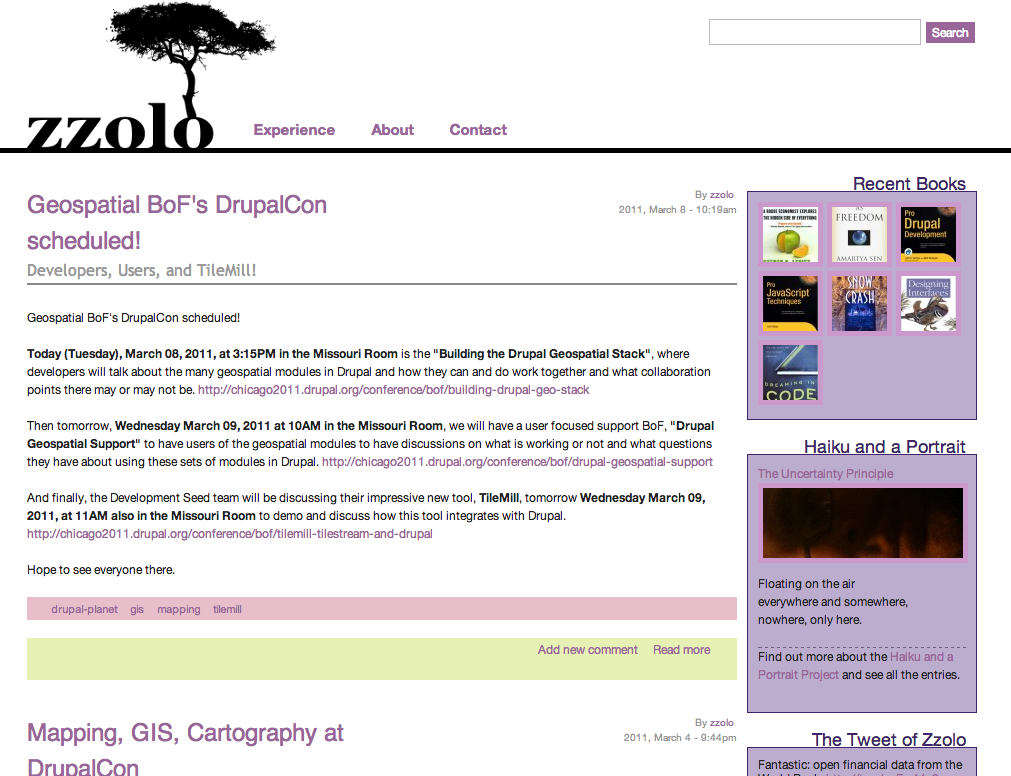 zzolo
Search
Experience
About
Contact
Geospatial BoF's DrupalCon
scheduled!
Developers, Users, and TileMill!
By zzolo
2011, March 8 - 10:19am
Geospatial BoF's DrupalCon scheduled!
Today (Tuesday), March 08, 2011, at 3:15PM in the Missouri Room is the "Building the Drupal Geospatial Stack", where
developers will talk about the many geospatial modules in Drupal and how they can and do work together and what collaboration
points there may or may not be. http://chicago2011.drupal.org/conference/bof/building-drupal-geo-stack
Then tomorrow, Wednesday March 09, 2011 at 10AM in the Missouri Room, we will have a user focused support BoF, "Drupal
Geospatial Support" to have users of the geospatial modules to have discussions on what is working or not and what questions
they have about using these sets of modules in Drupal. http://chicago2011.drupal.org/conference/bof/drupal-geospatial-support
And finally, the Development Seed team will be discussing their impressive new tool, TileMill, tomorrow Wednesday March 09,
2011, at 11AM also in the Missouri Room to demo and discuss how this tool integrates with Drupal.
http://chicago2011.drupal.org/conference/bof/tilemill-tilestream-and-drupal
Hope to see everyone there.
drupal-planet gis mapping tilemill
Add new comment Read more
Mapping, GIS, Cartography at
DrupalCon
By zzolo
2011, March 4 - 9:44pm
Recent Books
A ROGUE ECONOMIST EXPLORES
THE HIDDEN SIDE OF EVERYTHING
AS
FREEDOM
AMARTYA SEN
Pro
Drupal
Development
Pro
JavaScript
Techniques
SNOW
CRASH
Designing
Interfaces
DREAMING IN
CODE
Haiku and a Portrait
The Uncertainty Principle
Floating on the air
everywhere and somewhere,
nowhere, only here.
Find out more about the Haiku and a
Portrait Project and see all the entries.
The Tweet of Zzolo
Fantastic: open financial data from the